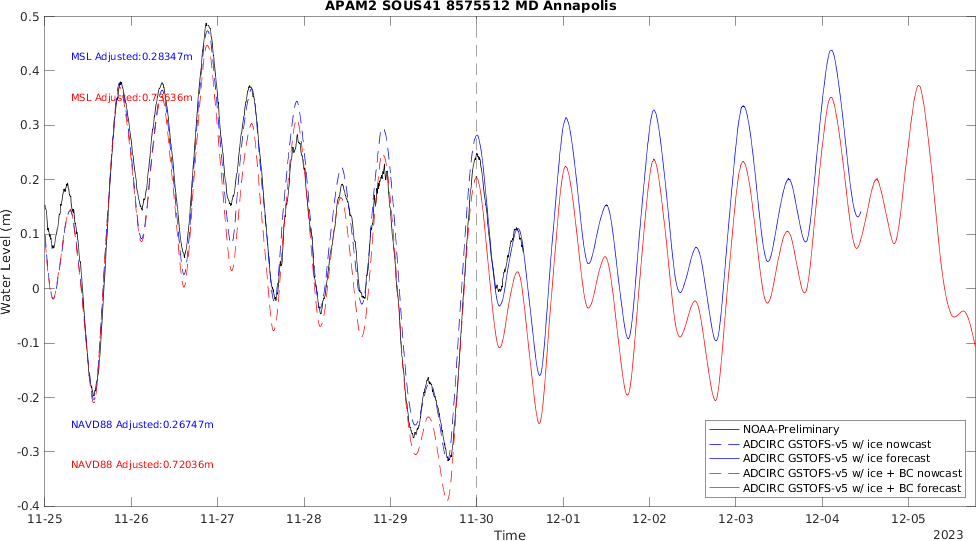 APAM2 SOUS41 8575512 MD Annapolis
0.5
0.4
0.3
0.2
0.1
0
-0.1
-0.2
-0.3
-0.4
Water Level (m)
MSL Adjusted:0.28347m
MSL Adjusted:0.73636m
NAVD88 Adjusted:0.26747m
NAVD88 Adjusted:0.72036m
NOAA-Preliminary
ADCIRC GSTOFS-v5 w/ ice nowcast
ADCIRC GSTOFS-v5 w/ ice forecast
ADCIRC GSTOFS-v5 w/ ice + BC nowcast
ADCIRC GSTOFS-v5 w/ ice + BC forecast
11-25 11-26 11-27 11-28 11-29 11-30 12-01 12-02 12-03 12-04 12-05
Time
2023